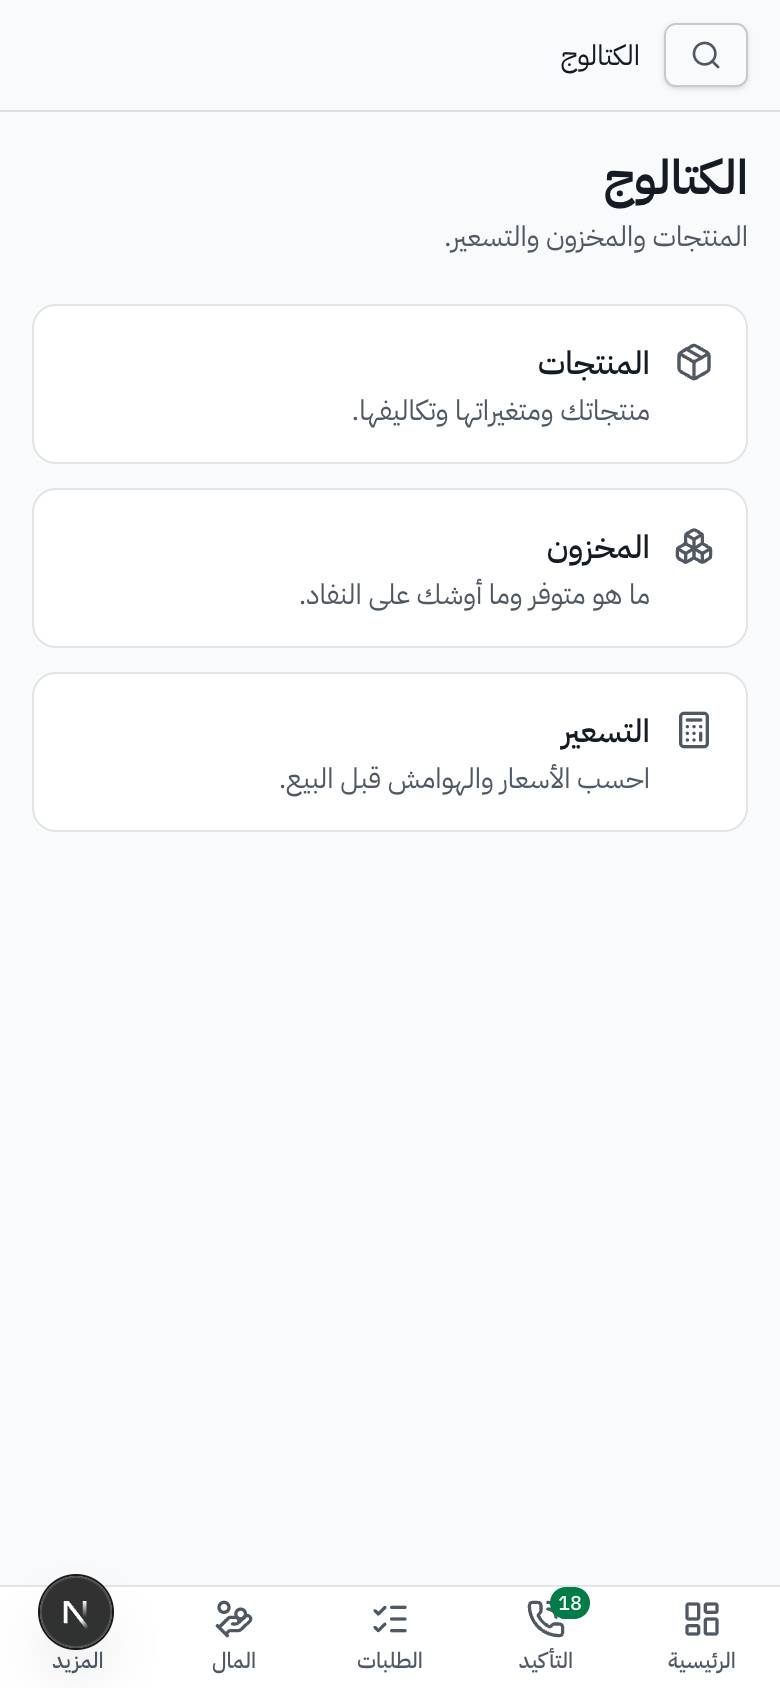 الكتالوج
الكتالوج
المنتجات والمخزون والتسعير.
المنتجات
منتجاتك ومتغيراتها وتكاليفها.
المخزون
ما هو متوفر وما أوشك على النفاد.
التسعير
احسب الأسعار والهوامش قبل البيع.
18
الرئيسية
التأكيد
الطلبات
المال
N
المزيد